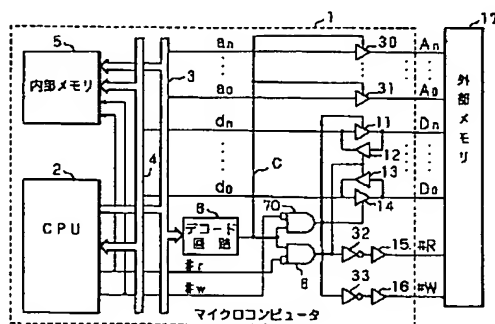 1
17
5
内部メモリ
3
4
an
a0
dn
d0
C
30
31
11
12
13
14
An
A0
Dn
D0
外部メモリ
2
CPU
6
デコード
回路
70
8
32
15
#R
33
16
#W
#r
#w
マイクロコンピュータ